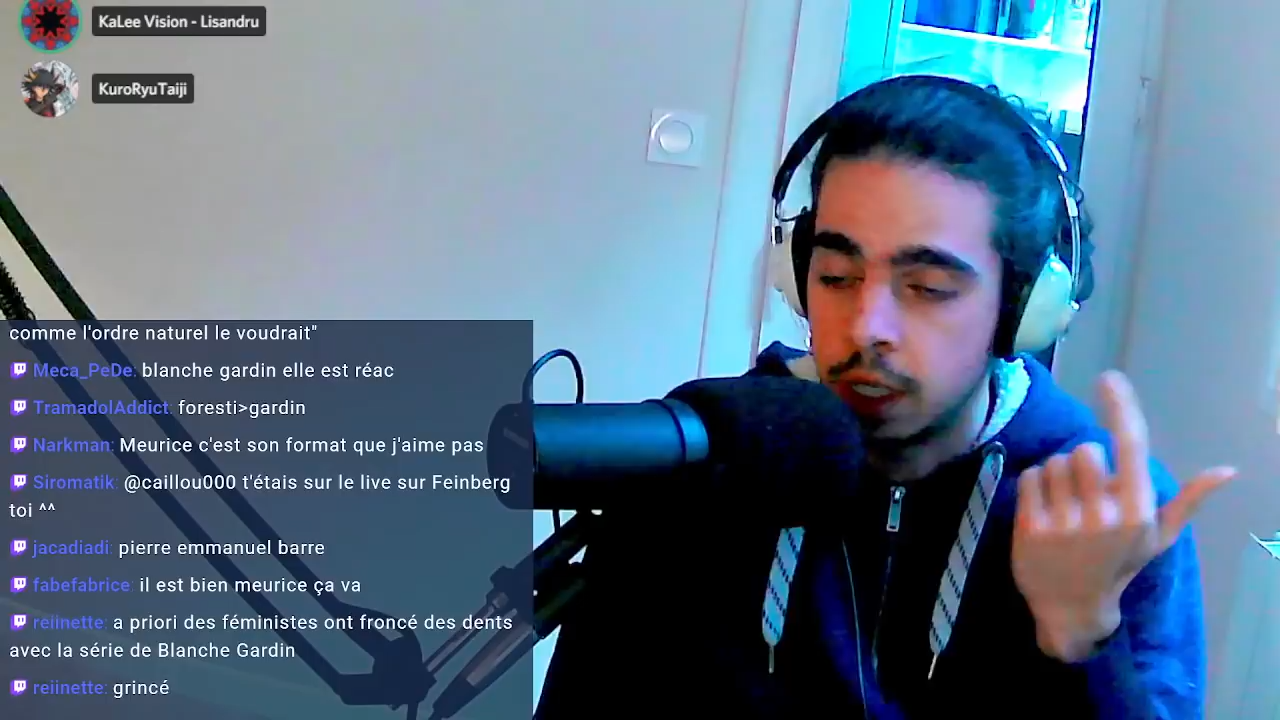 KaLee Vision - Lisandru
KuroRyuTaiji
comme l'ordre naturel le voudrait"
Meca_PeDe: blanche gardin elle est réac
TramadolAddict: foresti>gardin
Narkman: Meurice c'est son format que j'aime pas
Siromatik: @caillou000 t'étais sur le live sur Feinberg
toi ^^
jacadiadi: pierre emmanuel barre
fabefabrice: il est bien meurice ça va
reiinette: a priori des féministes ont froncé des dents
avec la série de Blanche Gardin
reiinette: grincé